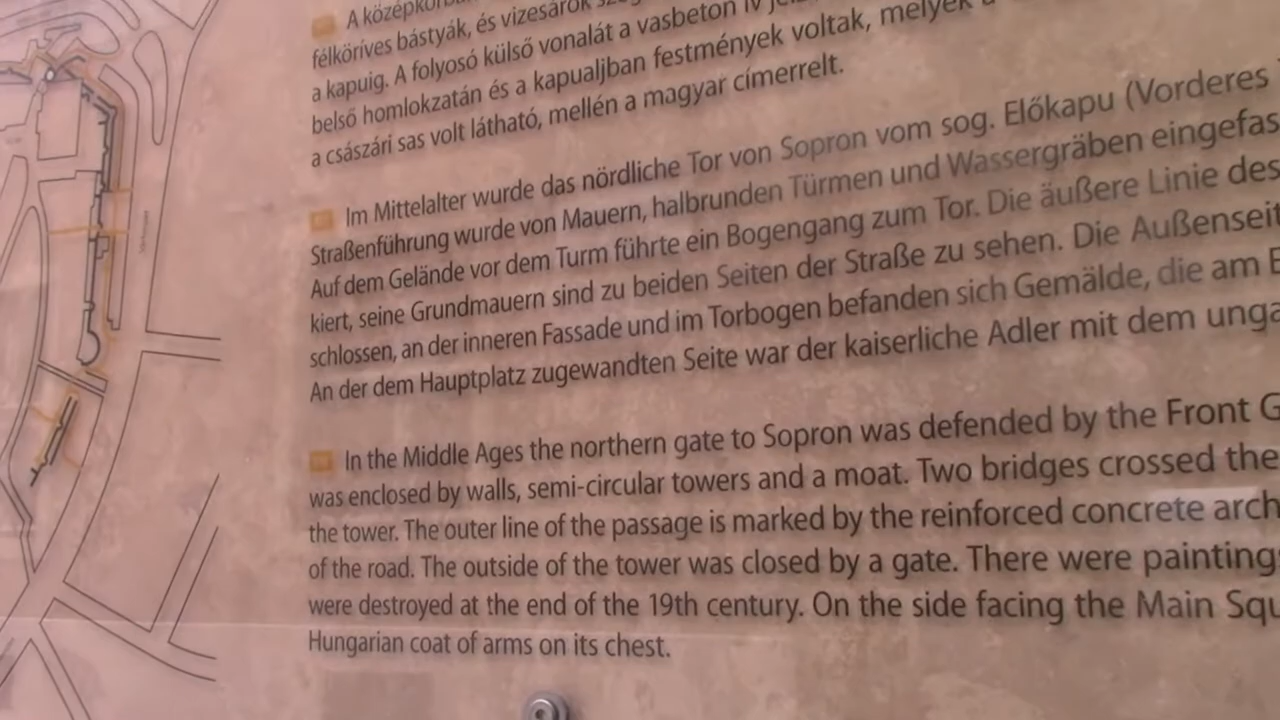 A középkorban
félköríves bástyák, és vizesárok
a kapuig. A folyosó külső vonalát a vasbeton ív
belső homlokzatán és a kapualjban festmények voltak, melyek a
a császári sas volt látható, mellén a magyar címerrelt.
Im Mittelalter wurde das nördliche Tor von Sopron vom sog. Előkapu (Vorderes
Straßenführung wurde von Mauern, halbrunden Türmen und Wassergräben eingefas
Auf dem Gelände vor dem Turm führte ein Bogengang zum Tor. Die äußere Linie des
kiert, seine Grundmauern sind zu beiden Seiten der Straße zu sehen. Die Außenseit
schlossen, an der inneren Fassade und im Torbogen befanden sich Gemälde, die am E
An der dem Hauptplatz zugewandten Seite war der kaiserliche Adler mit dem unga
In the Middle Ages the northern gate to Sopron was defended by the Front G
was enclosed by walls, semi-circular towers and a moat. Two bridges crossed the
the tower. The outer line of the passage is marked by the reinforced concrete arch
of the road. The outside of the tower was closed by a gate. There were painting
were destroyed at the end of the 19th century. On the side facing the Main Squ
Hungarian coat of arms on its chest.